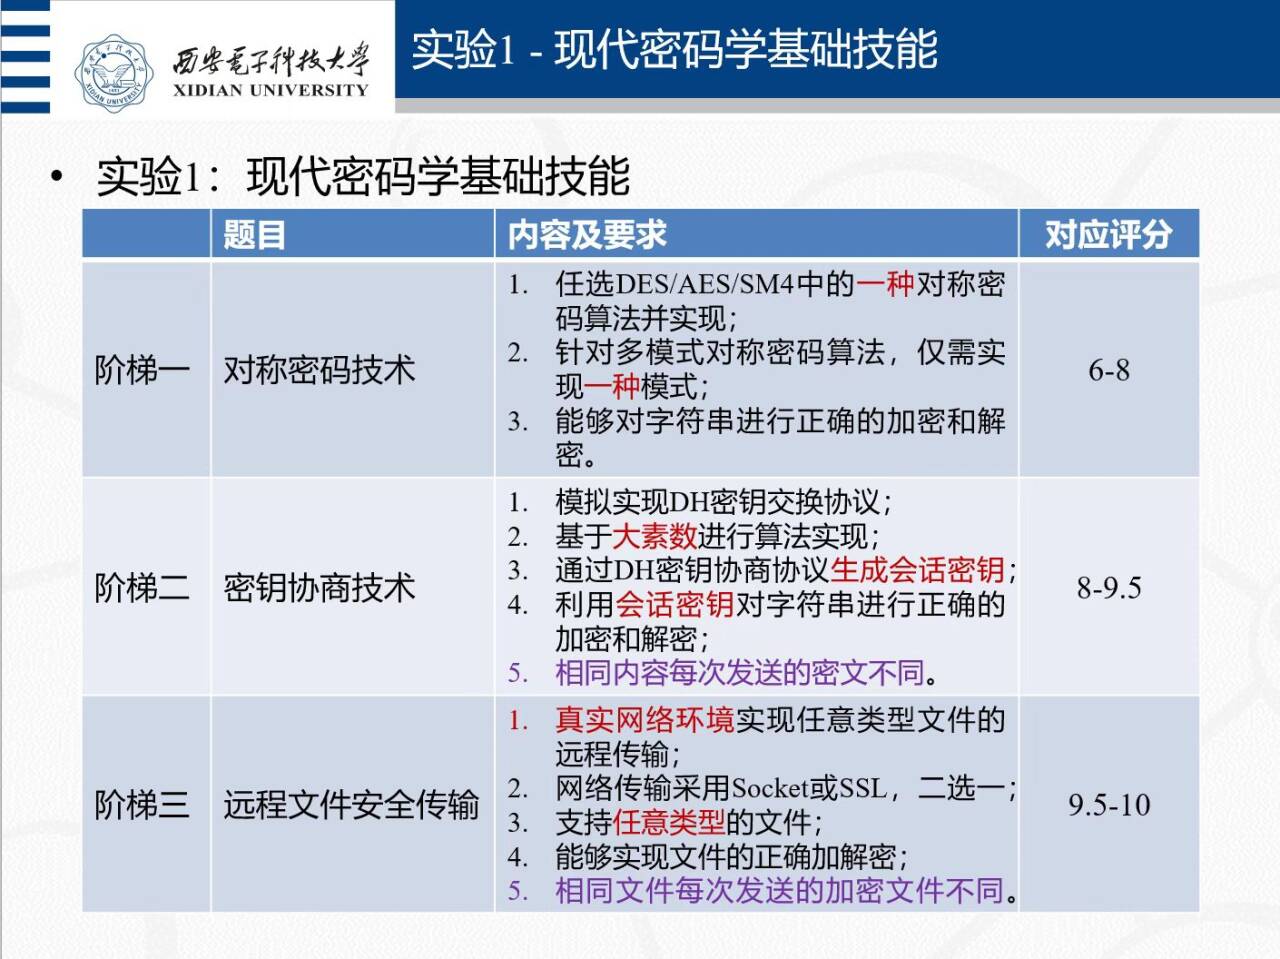 西安电子科技大学
XIDIAN UNIVERSITY
实验1 - 现代密码学基础技能
• 实验1：现代密码学基础技能
题目
内容及要求
对应评分
阶梯一
对称密码技术
1. 任选DES/AES/SM4中的一种对称密
码算法并实现；
2. 针对多模式对称密码算法，仅需实
现一种模式；
3. 能够对字符串进行正确的加密和解
密。
6-8
阶梯二
密钥协商技术
1. 模拟实现DH密钥交换协议；
2. 基于大素数进行算法实现；
3. 通过DH密钥协商协议生成会话密钥；
4. 利用会话密钥对字符串进行正确的
加密和解密；
5. 相同内容每次发送的密文不同。
8-9.5
阶梯三
远程文件安全传输
1. 真实网络环境实现任意类型文件的
远程传输；
2. 网络传输采用Socket或SSL，二选一；
3. 支持任意类型的文件；
4. 能够实现文件的正确加解密；
5. 相同文件每次发送的加密文件不同。
9.5-10